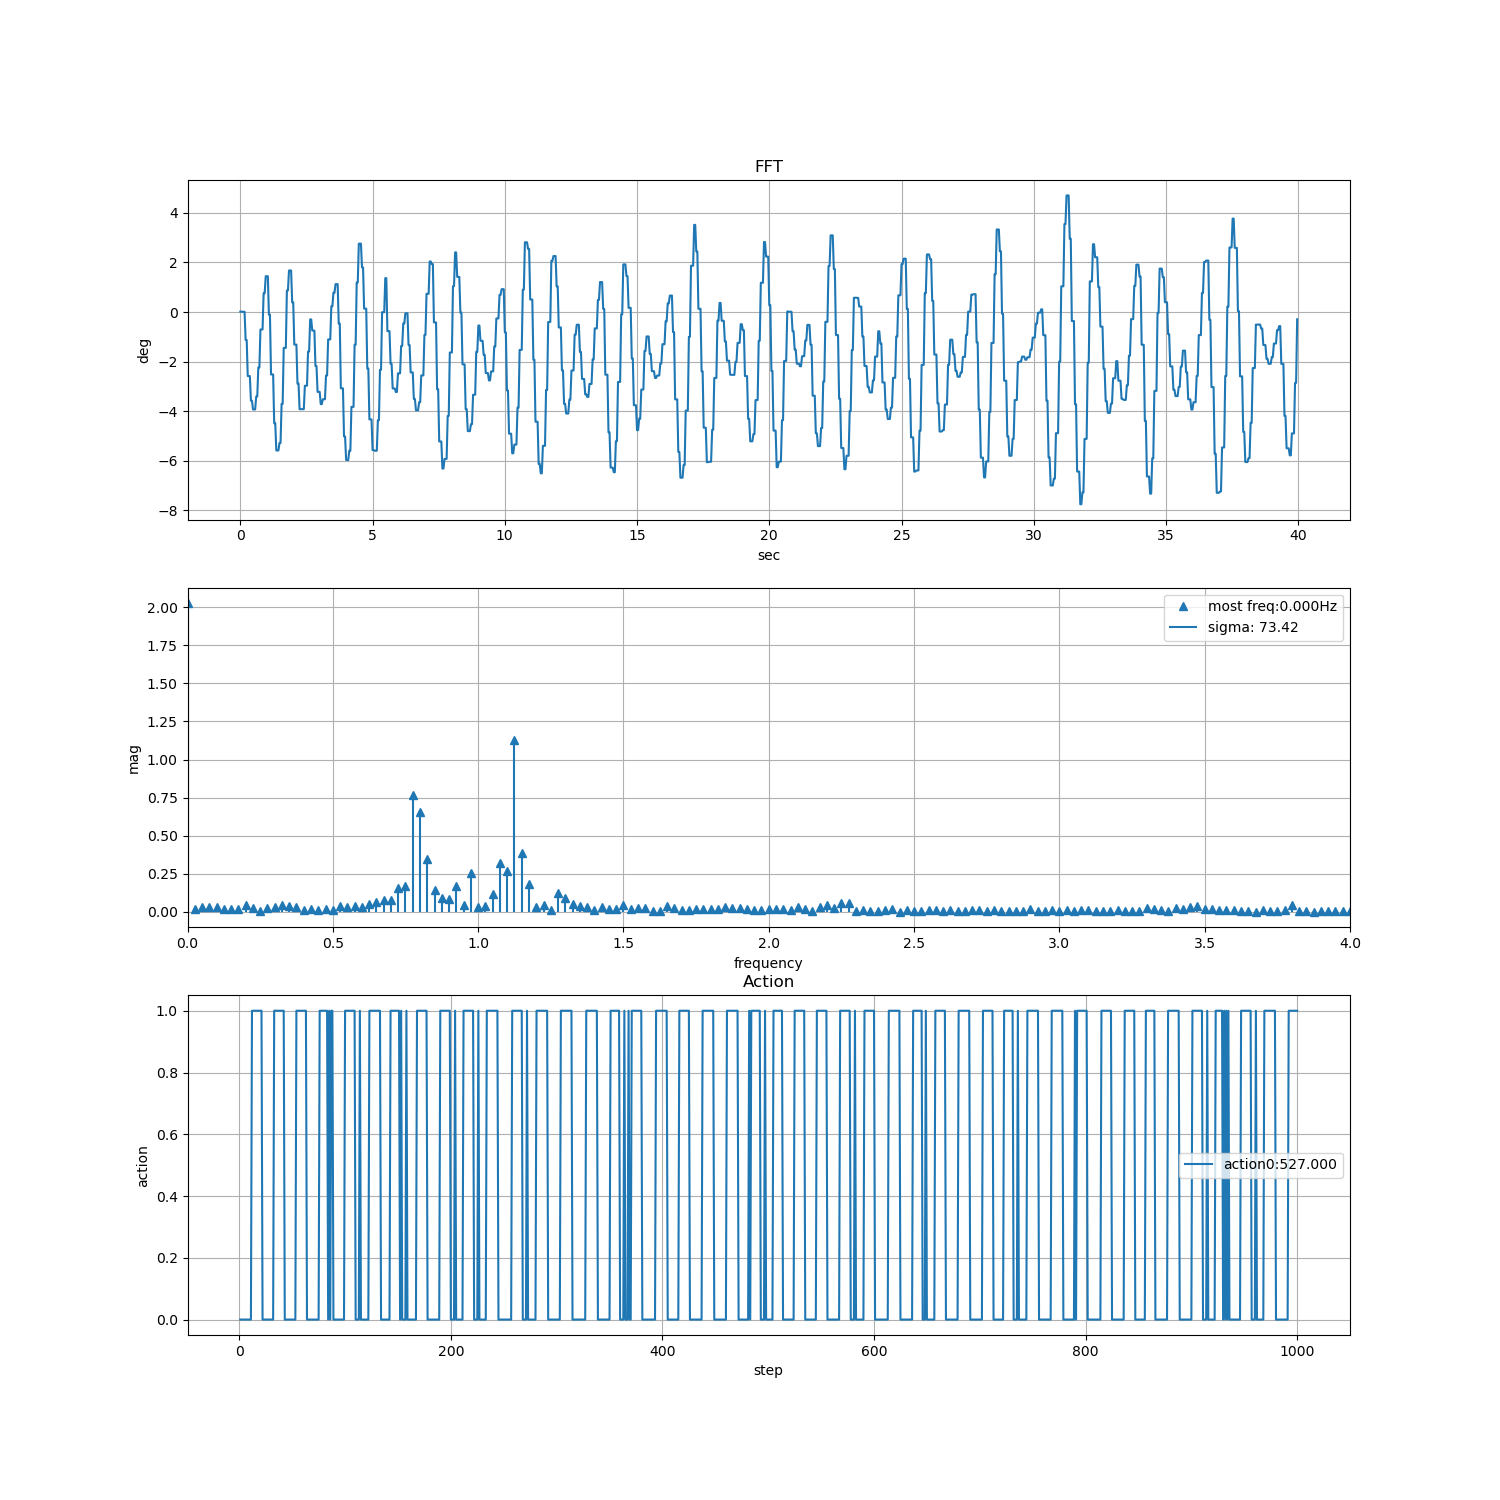 FFT
4
2
0
−2
−4
−6
−8
deg
0 5 10 15 20 25 30 35 40
sec
2.00
1.75
1.50
1.25
1.00
0.75
0.50
0.25
0.00
mag
most freq:0.000Hz
sigma: 73.42
0.0 0.5 1.0 1.5 2.0 2.5 3.0 3.5 4.0
frequency
Action
1.0
0.8
0.6
0.4
0.2
0.0
action
action0:527.000
0 200 400 600 800 1000
step